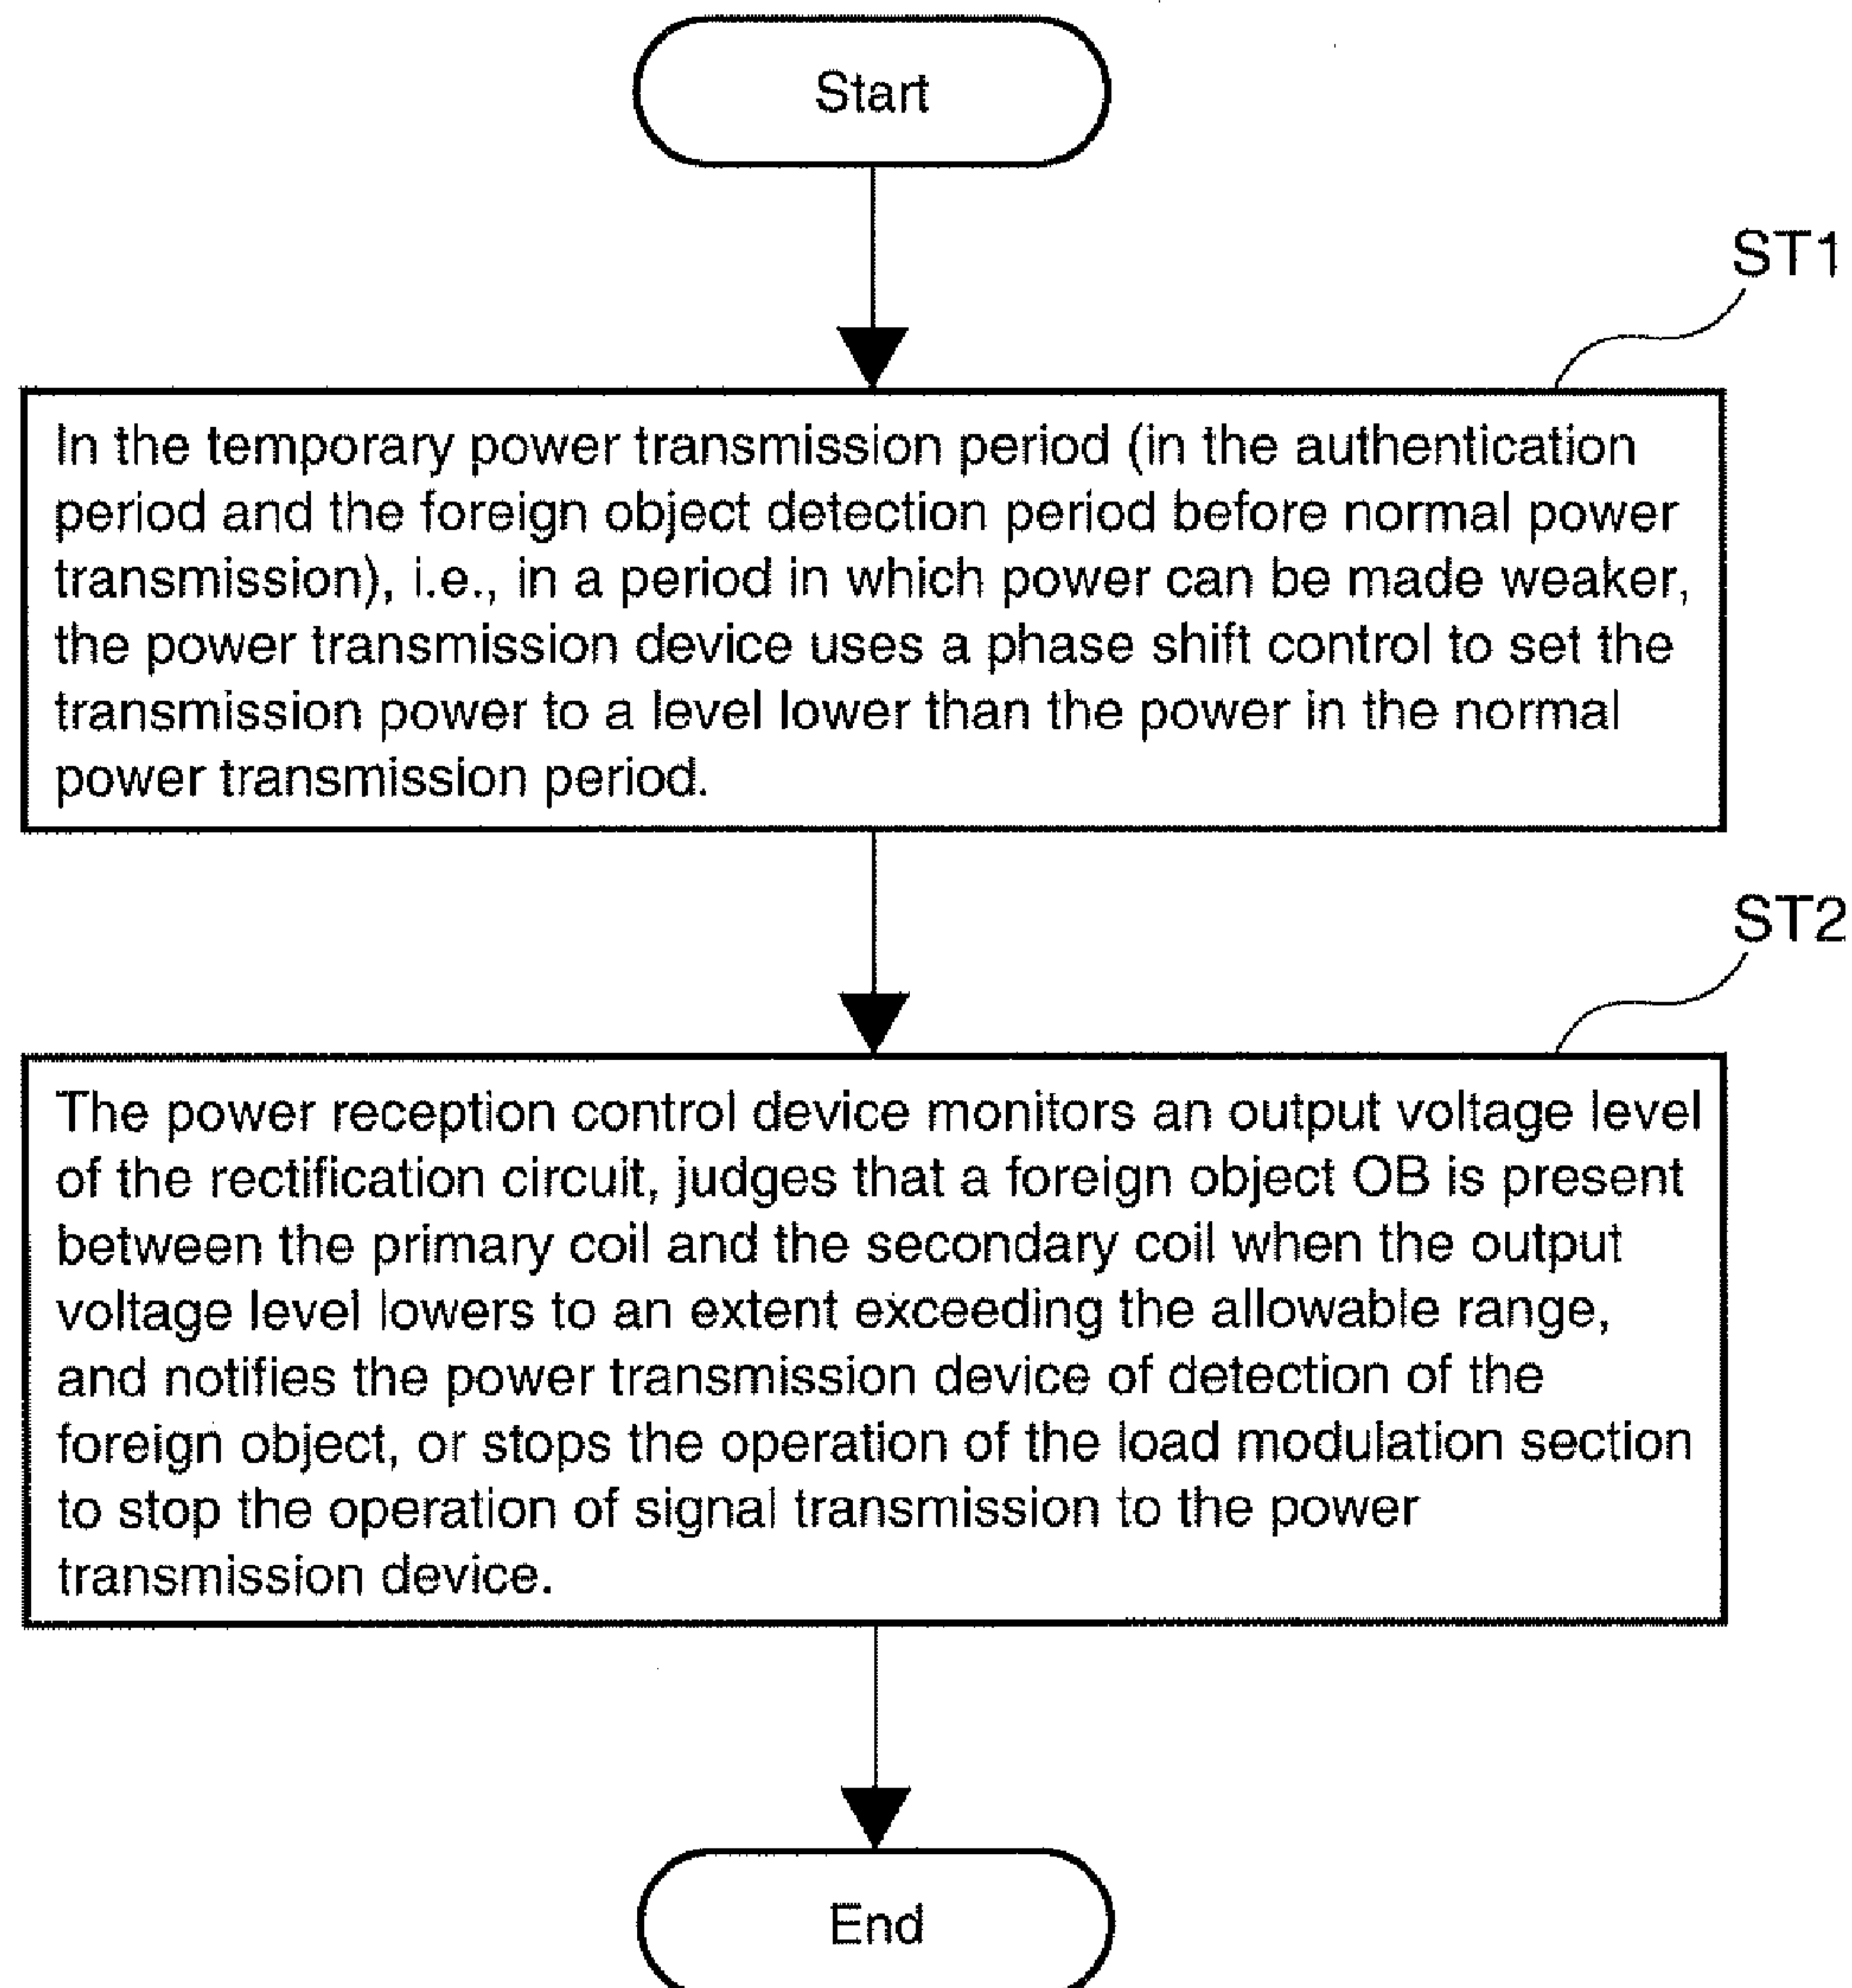 Start
ST1
In the temporary power transmission period (in the authentication
period and the foreign object detection period before normal power
transmission), i.e., in a period in which power can be made weaker,
the power transmission device uses a phase shift control to set the
transmission power to a level lower than the power in the normal
power transmission period.
ST2
The power reception control device monitors an output voltage level
of the rectification circuit, judges that a foreign object OB is present
between the primary coil and the secondary coil when the output
voltage level lowers to an extent exceeding the allowable range,
and notifies the power transmission device of detection of the
foreign object, or stops the operation of the load modulation section
to stop the operation of signal transmission to the power
transmission device.
End